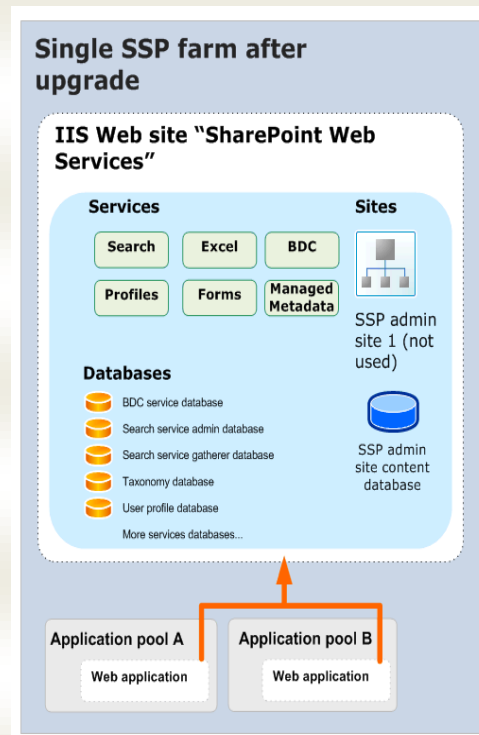 Single SSP farm after
upgrade
IIS Web site “SharePoint Web
Services”
Services
Sites
Search
Excel
BDC
Profiles
Forms
Managed
Metadata
SSP admin
site 1 (not
used)
Databases
BDC service database
Search service admin database
Search service gatherer database
Taxonomy database
User profile database
More services databases...
SSP admin
site content
database
Application pool A
Web application
Application pool B
Web application